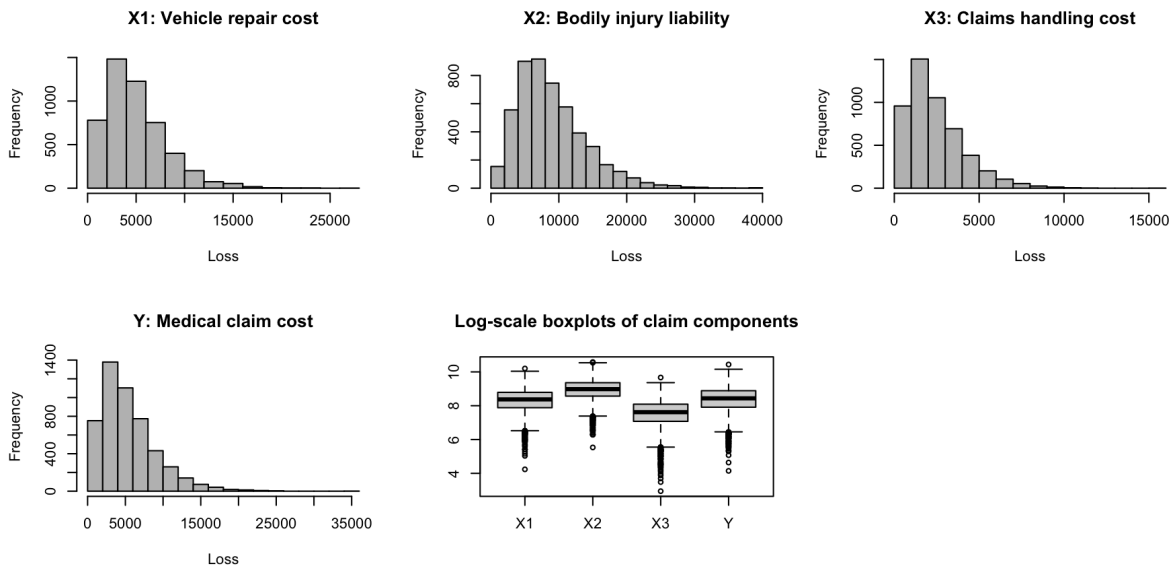 X1: Vehicle repair cost
Frequency
0 500 1000
0 5000 15000 25000
Loss
X2: Bodily injury liability
Frequency
0 400 800
0 10000 20000 30000 40000
Loss
X3: Claims handling cost
Frequency
0 500 1000
0 5000 10000 15000
Loss
Y: Medical claim cost
Frequency
0 400 800 1400
0 5000 15000 25000 35000
Loss
Log-scale boxplots of claim components
10
8
6
4
X1 X2 X3 Y